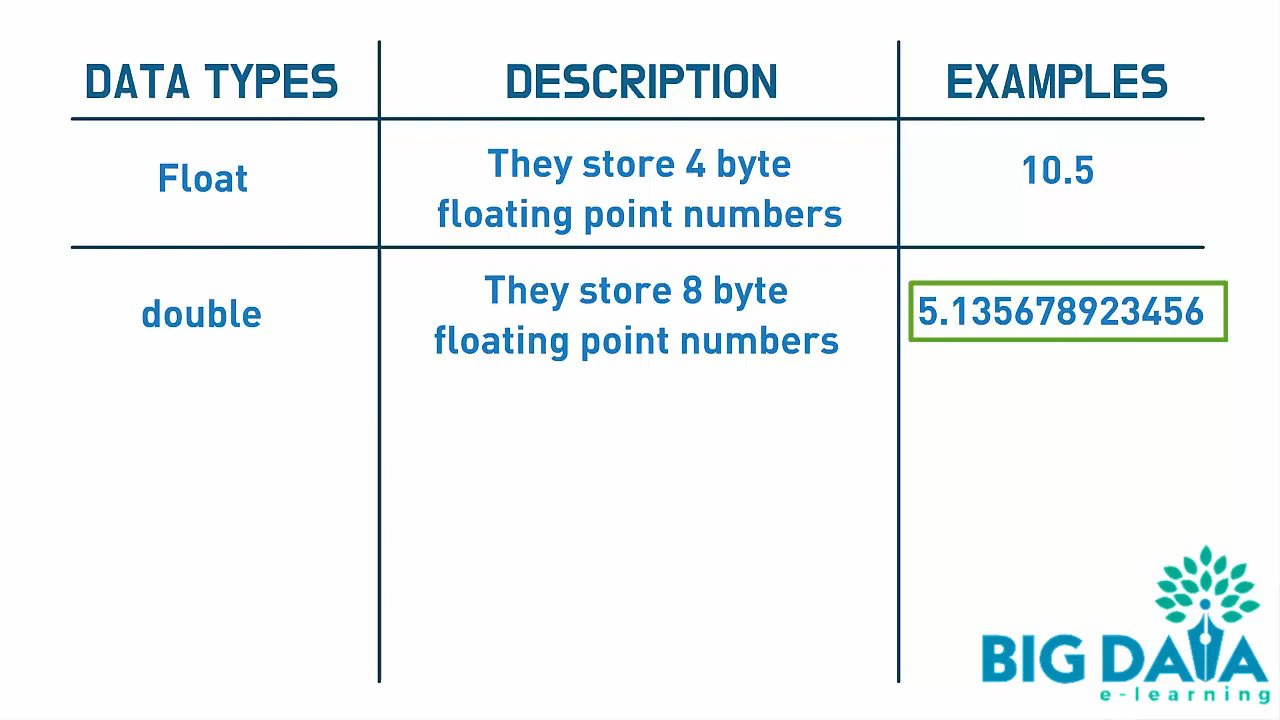 DATA TYPES DESCRIPTION EXAMPLES
Float They store 4 byte 10.5
floating point numbers
double They store 8 byte 5.135678923456
floating point numbers
BIG DATA
e-learning